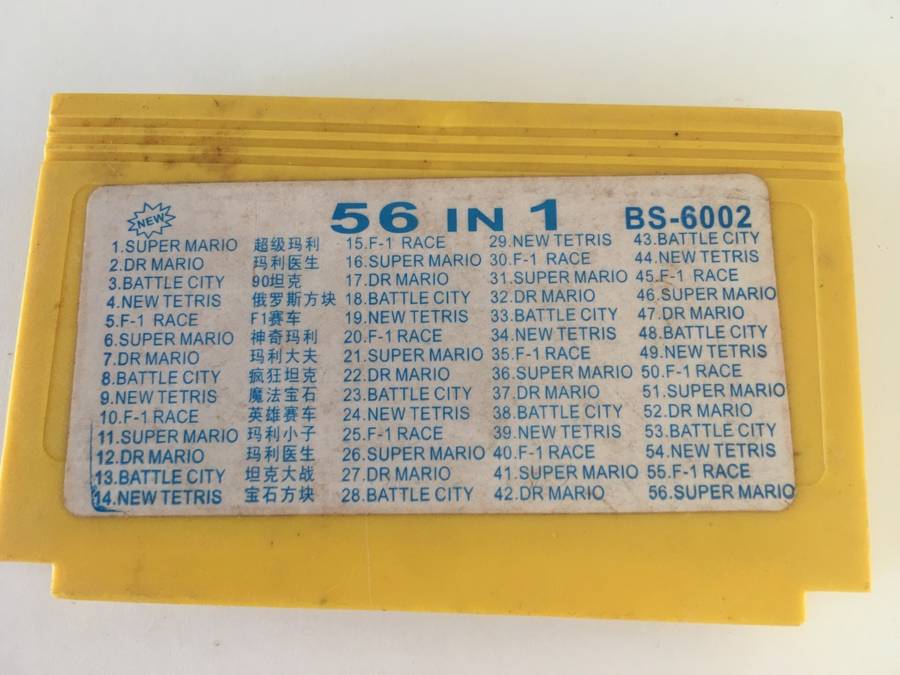 NEW
56 IN 1
BS-6002
1.SUPER MARIO 超级玛利
2.DR MARIO 玛利医生
3.BATTLE CITY 90坦克
4.NEW TETRIS 俄罗斯方块
5.F-1 RACE F1赛车
6.SUPER MARIO 神奇玛利
7.DR MARIO 玛利大夫
8.BATTLE CITY 疯狂坦克
9.NEW TETRIS 魔法宝石
10.F-1 RACE 英雄赛车
11.SUPER MARIO 玛利小子
12.DR MARIO 玛利医生
13.BATTLE CITY 坦克大战
14.NEW TETRIS 宝石方块
15.F-1 RACE
16.SUPER MARIO
17.DR MARIO
18.BATTLE CITY
19.NEW TETRIS
20.F-1 RACE
21.SUPER MARIO
22.DR MARIO
23.BATTLE CITY
24.NEW TETRIS
25.F-1 RACE
26.SUPER MARIO
27.DR MARIO
28.BATTLE CITY
29.NEW TETRIS
30.F-1 RACE
31.SUPER MARIO
32.DR MARIO
33.BATTLE CITY
34.NEW TETRIS
35.F-1 RACE
36.SUPER MARIO
37.DR MARIO
38.BATTLE CITY
39.NEW TETRIS
40.F-1 RACE
41.SUPER MARIO
42.DR MARIO
43.BATTLE CITY
44.NEW TETRIS
45.F-1 RACE
46.SUPER MARIO
47.DR MARIO
48.BATTLE CITY
49.NEW TETRIS
50.F-1 RACE
51.SUPER MARIO
52.DR MARIO
53.BATTLE CITY
54.NEW TETRIS
55.F-1 RACE
56.SUPER MARIO